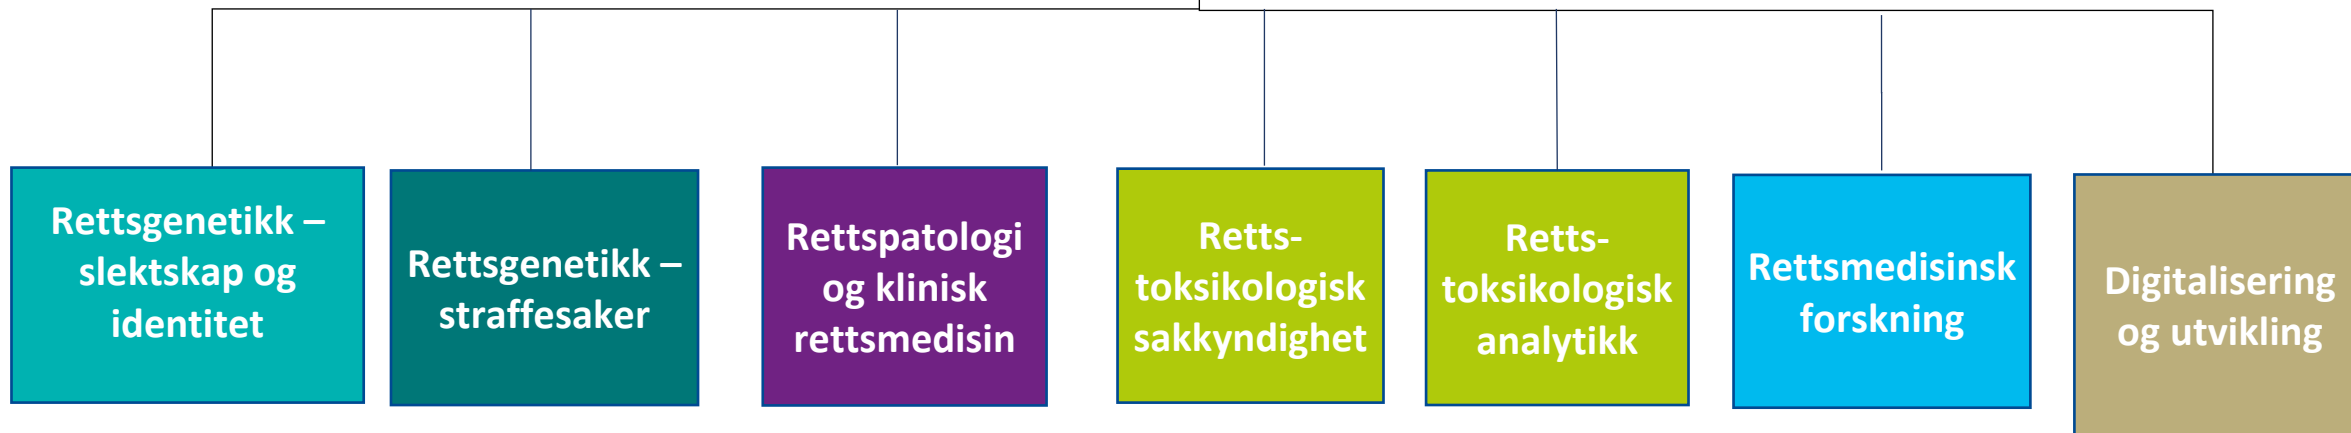 Rettsgenetikk –
slektskap og
identitet
Rettsgenetikk –
straffesaker
Rettspatologi
og klinisk
rettsmedisin
Retts-
toksikologisk
sakkyndighet
Retts-
toksikologisk
analytikk
Rettsmedisinsk
forskning
Digitalisering
og utvikling